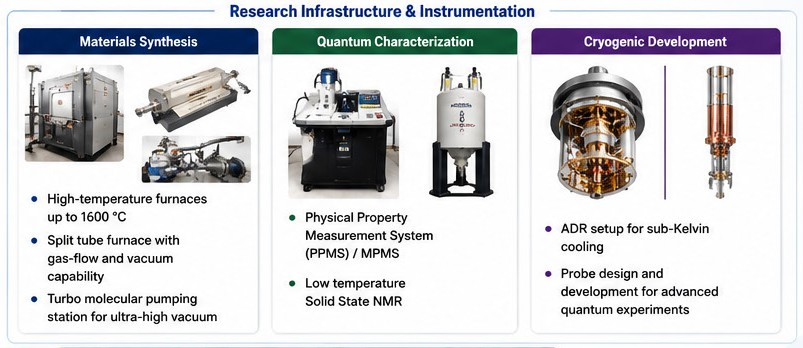 Research Infrastructure & Instrumentation
Materials Synthesis
High-temperature furnaces
up to 1600 °C
Split tube furnace with
gas-flow and vacuum
capability
Turbo molecular pumping
station for ultra-high vacuum
Quantum Characterization
Physical Property
Measurement System
(PPMS) / MPMS
Low temperature
Solid State NMR
Cryogenic Development
ADR setup for sub-Kelvin
cooling
Probe design and
development for advanced
quantum experiments